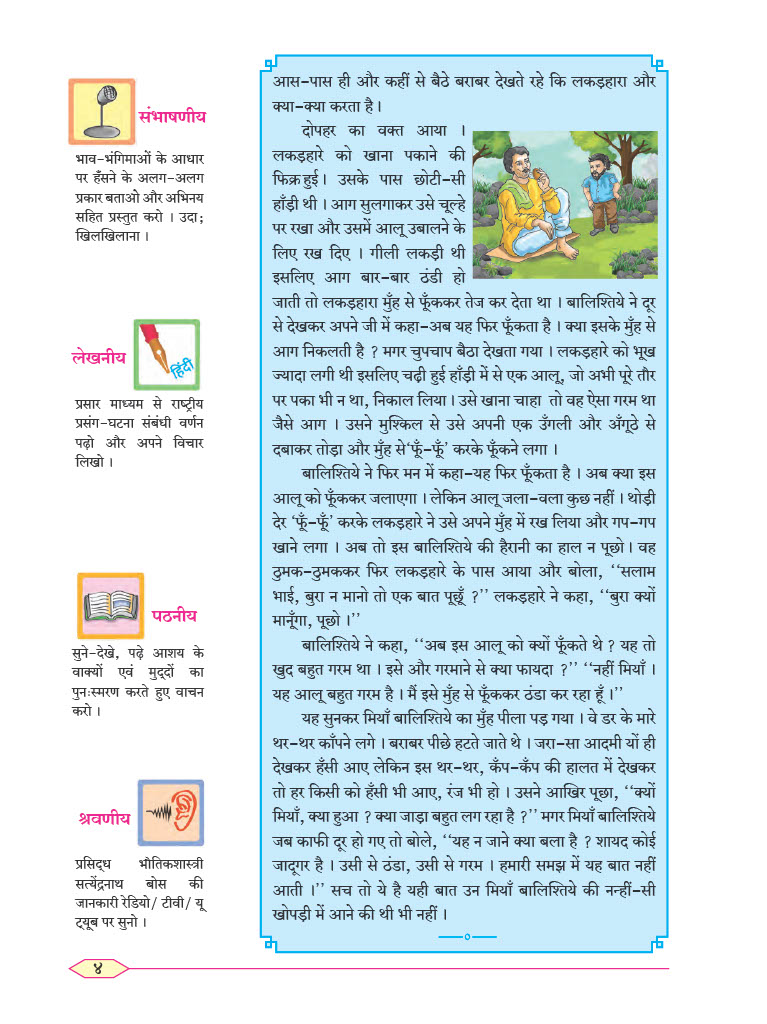 संभाषणीय
भाव-भंगिमाओं के आधार
पर हँसने के अलग-अलग
प्रकार बताओ और अभिनय
सहित प्रस्तुत करो । उदा;
खिलखिलाना ।
लेखनीय
हिंदी
प्रसार माध्यम से राष्ट्रीय
प्रसंग-घटना संबंधी वर्णन
पढ़ो और अपने विचार
लिखो ।
पठनीय
सुने-देखे, पढ़े आशय के
वाक्यों एवं मुद्दों का
पुनःस्मरण करते हुए वाचन
करो ।
श्रवणीय
प्रसिद्ध भौतिकशास्त्री
सत्येंद्रनाथ बोस की
जानकारी रेडियो/ टीवी/ यू
ट्यूब पर सुनो ।
आस-पास ही और कहीं से बैठे बराबर देखते रहे कि लकड़हारा और
क्या-क्या करता है ।
दोपहर का वक्त आया ।
लकड़हारे को खाना पकाने की
फिक्र हुई । उसके पास छोटी-सी
हाँड़ी थी । आग सुलगाकर उसे चूल्हे
पर रखा और उसमें आलू उबालने के
लिए रख दिए । गीली लकड़ी थी
इसलिए आग बार-बार ठंडी हो
जाती तो लकड़हारा मुँह से फूँककर तेज कर देता था । बालिश्तिये ने दूर
से देखकर अपने जी में कहा-अब यह फिर फूँकता है । क्या इसके मुँह से
आग निकलती है ? मगर चुपचाप बैठा देखता गया । लकड़हारे को भूख
ज्यादा लगी थी इसलिए चढ़ी हुई हाँड़ी में से एक आलू, जो अभी पूरे तौर
पर पका भी न था, निकाल लिया । उसे खाना चाहा तो वह ऐसा गरम था
जैसे आग । उसने मुश्किल से उसे अपनी एक उँगली और अँगूठे से
दबाकर तोड़ा और मुँह से ‘फूँ-फूँ’ करके फूँकने लगा ।
बालिश्तिये ने फिर मन में कहा-यह फिर फूँकता है । अब क्या इस
आलू को फूँककर जलाएगा । लेकिन आलू जला-वला कुछ नहीं । थोड़ी
देर ‘फूँ-फूँ’ करके लकड़हारे ने उसे अपने मुँह में रख लिया और गप-गप
खाने लगा । अब तो इस बालिश्तिये की हैरानी का हाल न पूछो । वह
ठुमक-ठुमककर फिर लकड़हारे के पास आया और बोला, ‘‘सलाम
भाई, बुरा न मानो तो एक बात पूछूँ ?’’ लकड़हारे ने कहा, ‘‘बुरा क्यों
मानूँगा, पूछो ।’’
बालिश्तिये ने कहा, ‘‘अब इस आलू को क्यों फूँकते थे ? यह तो
खुद बहुत गरम था । इसे और गरमाने से क्या फायदा ?’’ ‘‘नहीं मियाँ ।
यह आलू बहुत गरम है । मैं इसे मुँह से फूँककर ठंडा कर रहा हूँ ।’’
यह सुनकर मियाँ बालिश्तिये का मुँह पीला पड़ गया । वे डर के मारे
थर-थर काँपने लगे । बराबर पीछे हटते जाते थे । जरा-सा आदमी यों ही
देखकर हँसी आए लेकिन इस थर-थर, कँप-कँप की हालत में देखकर
तो हर किसी को हँसी भी आए, रंज भी हो । उसने आखिर पूछा, ‘‘क्यों
मियाँ, क्या हुआ ? क्या जाड़ा बहुत लग रहा है ?’’ मगर मियाँ बालिश्तिये
जब काफी दूर हो गए तो बोले, ‘‘यह न जाने क्या बला है ? शायद कोई
जादूगर है । उसी से ठंडा, उसी से गरम । हमारी समझ में यह बात नहीं
आती ।’’ सच तो ये है यही बात उन मियाँ बालिश्तिये की नन्हीं-सी
खोपड़ी में आने की थी भी नहीं ।
४